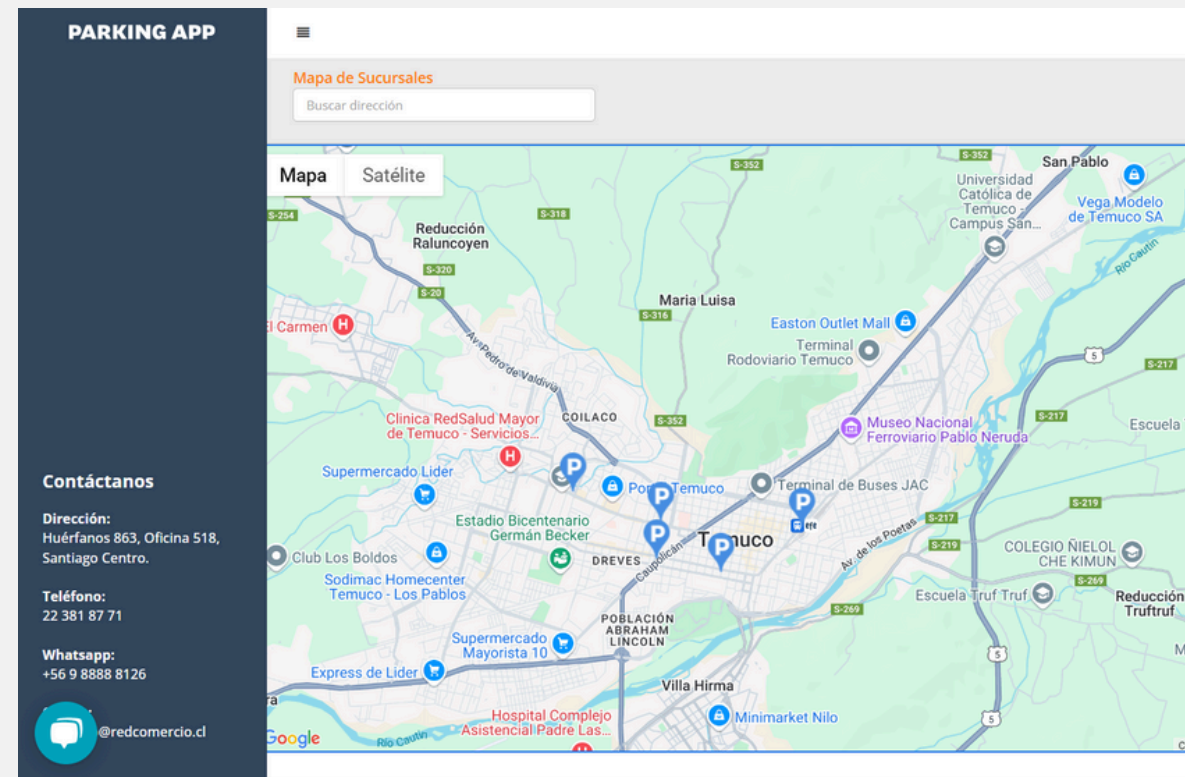 PARKING APP
Mapa de Sucursales
Buscar dirección
Mapa
Satélite
S-352
S-352
San Pablo
Universidad
Católica de
Temuco -
Campus San...
Vega Modelo
de Temuco SA
S-254
S-318
Reducción
Raluncoyen
Río Cautín
S-320
S-20
Maria Luisa
S-316
Easton Outlet Mall
El Carmen
H
Terminal
Rodoviario Temuco
Av. Pedro de Valdivia
5
S-217
Clinica RedSalud Mayor
de Temuco - Servicios...
H
COILACO
S-352
Museo Nacional
Ferroviario Pablo Neruda
S-217
Escuela
Supermercado Lider
P
P
Temuco
Terminal de Buses JAC
P
efe
S-219
Estadio Bicentenario
Germán Becker
P
P
S-217
Av. de los Poetas
S-219
COLEGIO ÑIELOL
CHE KIMUN
Club Los Boldos
DREVES
Caupolicán
Sodimac Homecenter
Temuco - Los Pablos
S-269
Escuela Truf Truf
Reducción
Truftruf
S-269
POBLACIÓN
ABRAHAM
LINCOLN
Supermercado
Mayorista 10
5
Express de Lider
Villa Hirma
Hospital Complejo
Asistencial Padre Las...
Minimarket Nilo
5
Google
Río Cautín
Contáctanos
Dirección:
Huérfanos 863, Oficina 518,
Santiago Centro.
Teléfono:
22 381 87 71
Whatsapp:
+56 9 8888 8126
@redcomercio.cl